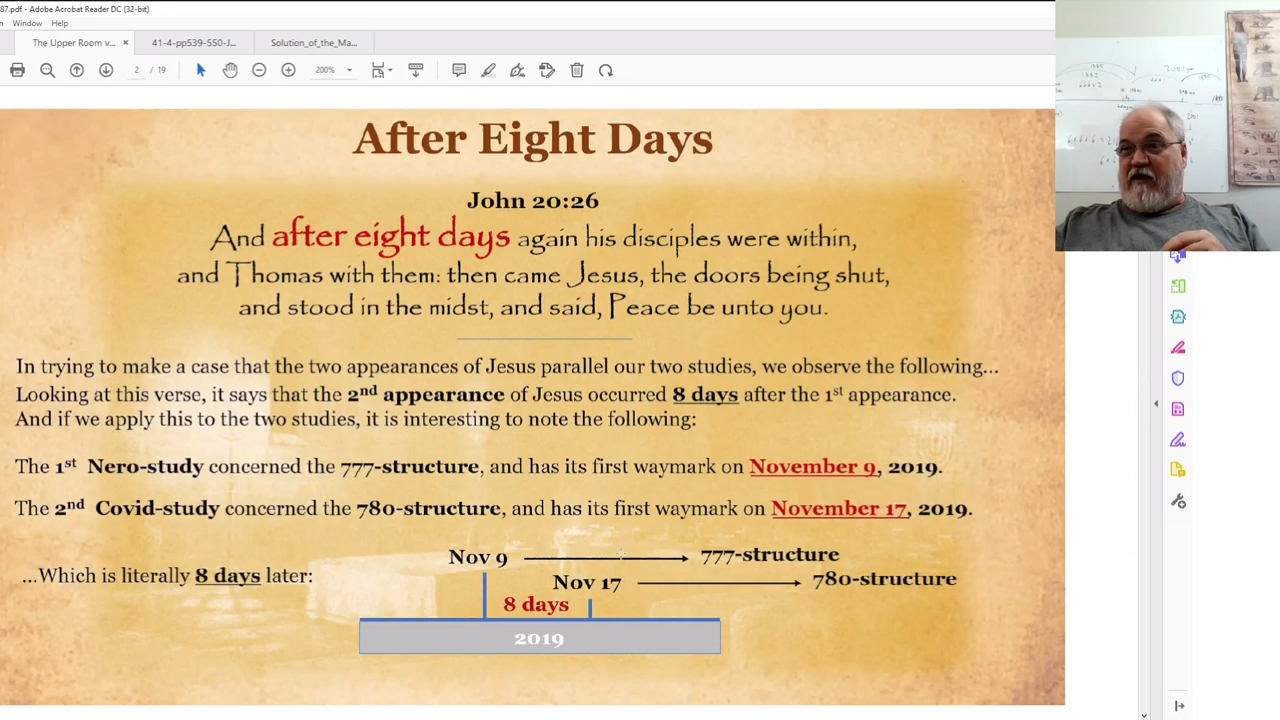 87.pdf - Adobe Acrobat Reader DC (32-bit)
Window Help
The Upper Room v... × 41-4-pp539-550-J... Solution_of_the_Ma...
2 / 19 200%
After Eight Days
John 20:26
And after eight days again his disciples were within,
and Thomas with them: then came Jesus, the doors being shut,
and stood in the midst, and said, Peace be unto you.
In trying to make a case that the two appearances of Jesus parallel our two studies, we observe the following...
Looking at this verse, it says that the 2nd appearance of Jesus occurred 8 days after the 1st appearance.
And if we apply this to the two studies, it is interesting to note the following:
The 1st Nero-study concerned the 777-structure, and has its first waymark on November 9, 2019.
The 2nd Covid-study concerned the 780-structure, and has its first waymark on November 17, 2019.
Nov 9 777-structure
...Which is literally 8 days later:
Nov 17 780-structure
8 days
2019